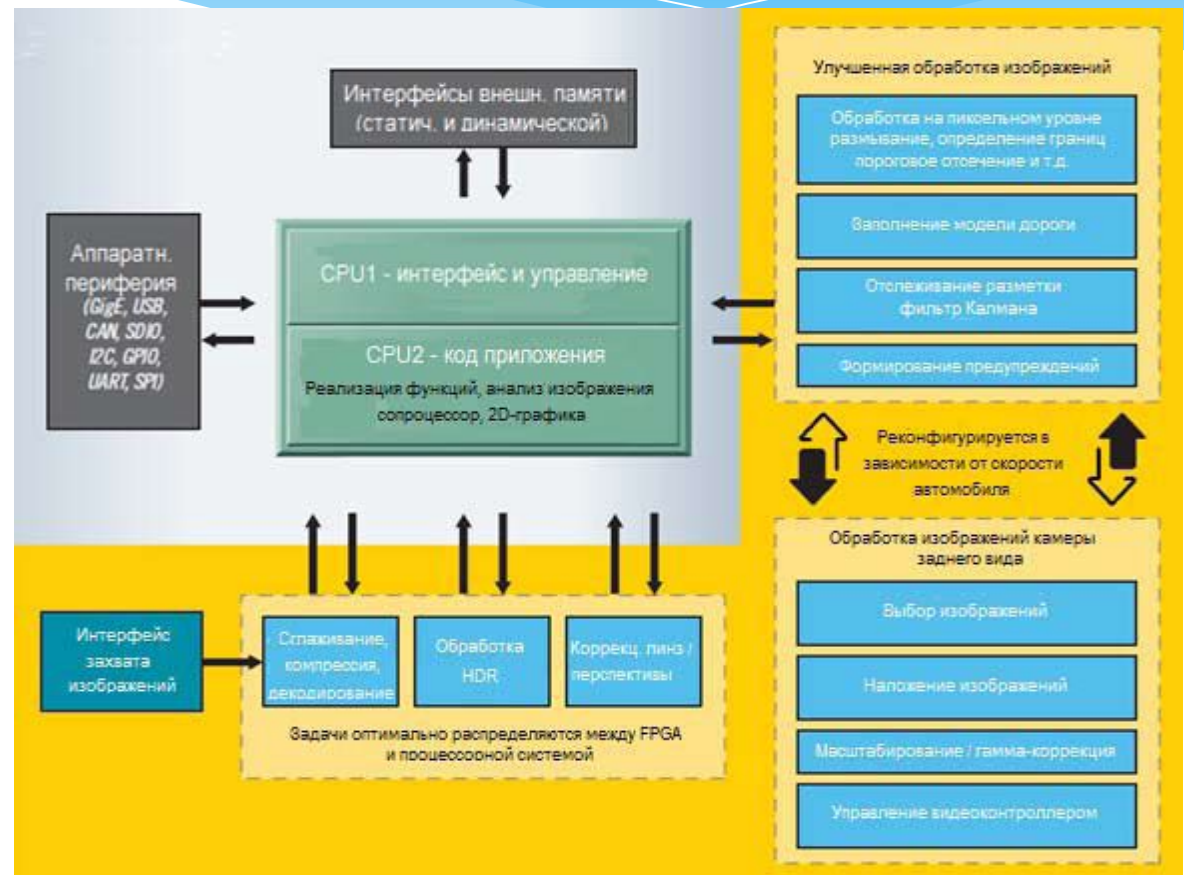 Интерфейсы внешн. памяти
(статич. и динамической)
Аппаратн.
периферия
(GigE, USB,
CAN, SDIO,
I2C, GPIO,
UART, SPI)
CPU1 - интерфейс и управление
CPU2 - код приложения
Реализация функций, анализ изображения
сопроцессор, 2D-графика
Улучшенная обработка изображений
Обработка на пиксельном уровне
размывание, определение границ
пороговое отсечение и т.д.
Заполнение модели дороги
Отслеживание разметки
фильтр Калмана
Формирование предупреждений
Реконфигурируется в
зависимости от скорости
автомобиля
Обработка изображений камеры
заднего вида
Выбор изображений
Наложение изображений
Масштабирование / гамма-коррекция
Управление видеоконтроллером
Интерфейс
захвата
изображений
Сглаживание,
компрессия,
декодирование
Обработка
HDR
Коррекц. линз /
перспективы
Задачи оптимально распределяются между FPGA
и процессорной системой